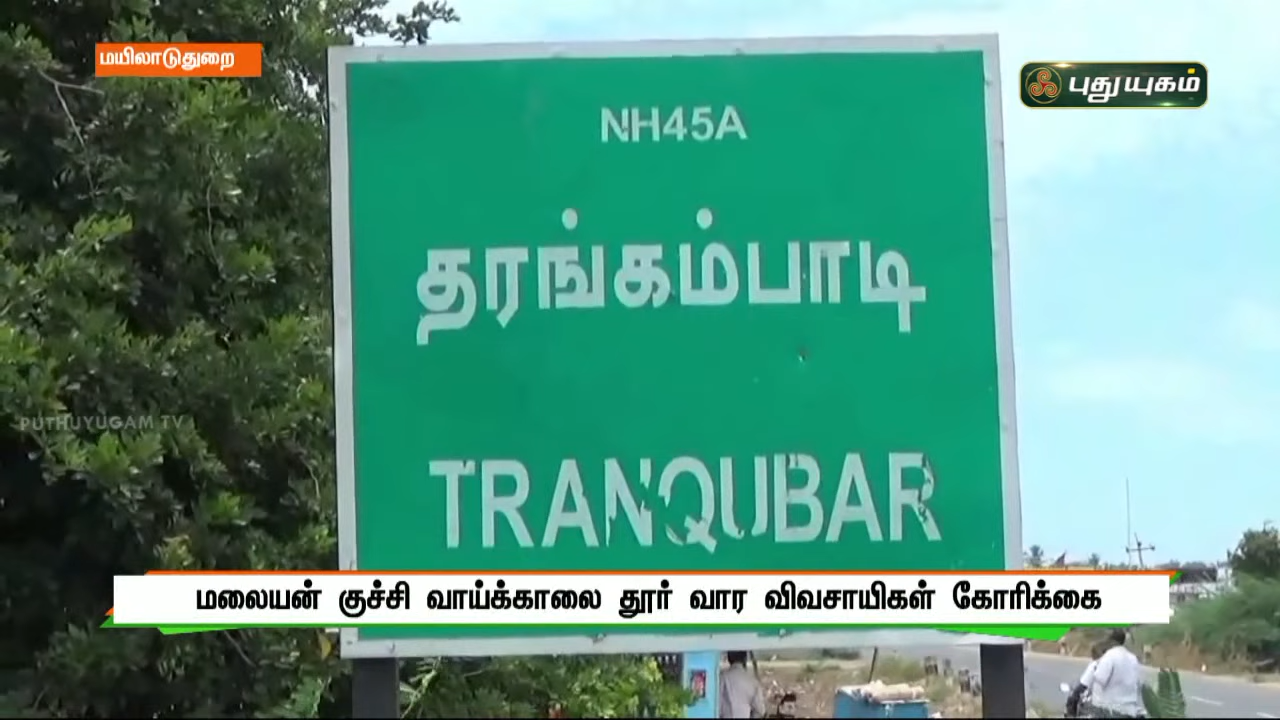 மயிலாடுதுறை
புதுயுகம்
NH45A
தரங்கம்பாடி
PUTHUYUGAM TV
TRANQUBAR
மலையன் குச்சி வாய்க்காலை தூர் வார விவசாயிகள் கோரிக்கை